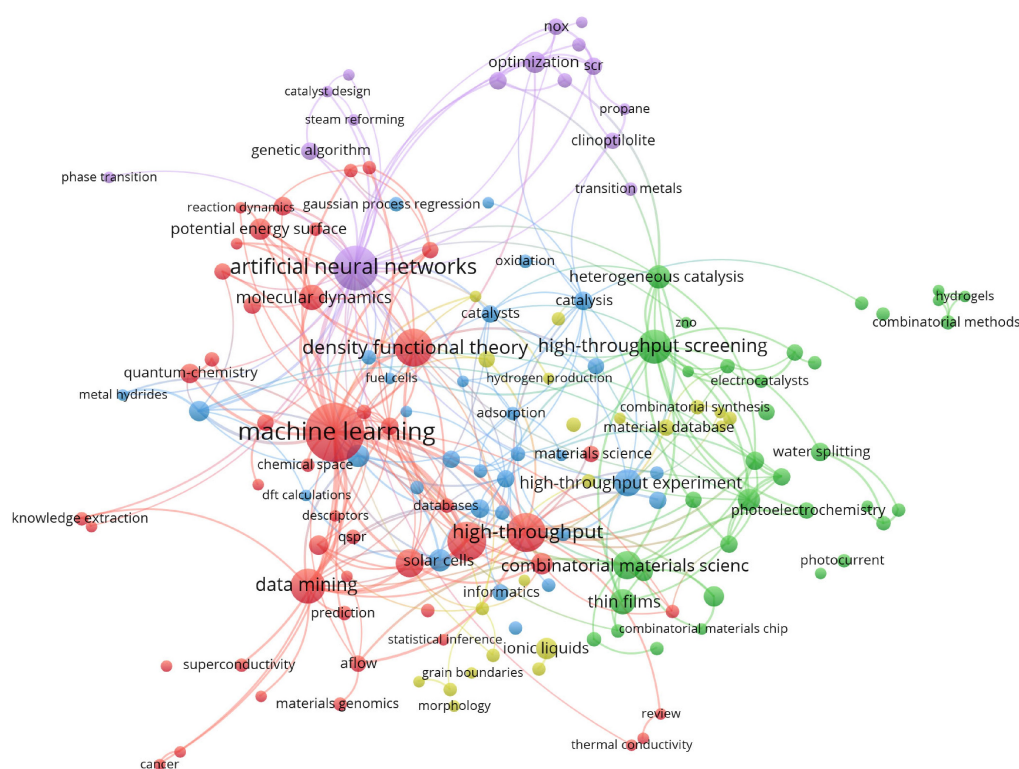 nox
optimization
scr
catalyst design
propane
steam reforming
clinoptilolite
genetic algorithm
phase transition
transition metals
reaction dynamics
gaussian process regression
potential energy surface
oxidation
artificial neural networks
heterogeneous catalysis
molecular dynamics
hydrogels
catalysis
catalysts
zno
combinatorial methods
density functional theory
high-throughput screening
quantum-chemistry
fuel cells
hydrogen production
electrocatalysts
metal hydrides
combinatorial synthesis
adsorption
materials database
machine learning
materials science
water splitting
chemical space
high-throughput experiment
dft calculations
databases
photoelectrochemistry
knowledge extraction
descriptors
high-throughput
qspr
solar cells
photocurrent
combinatorial materials scienc
data mining
informatics
thin films
prediction
combinatorial materials chip
statistical inference
ionic liquids
superconductivity
aflow
grain boundaries
materials genomics
morphology
review
thermal conductivity
cancer